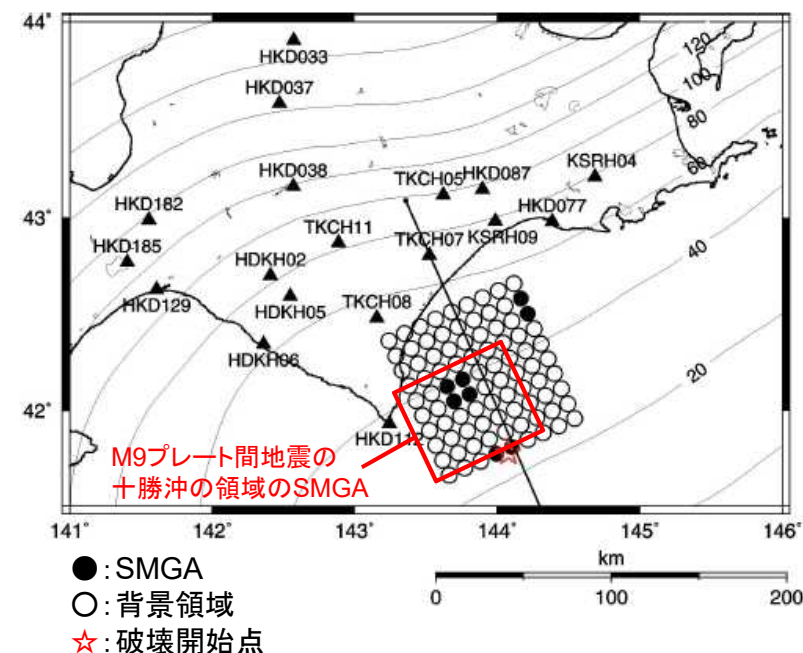 44˚
HKD033
120
HKD037
100
80
KSRH04
HKD038
TKCH05
HKD087
60
HKD182
HKD077
43˚
TKCH11
KSRH09
HKD185
TKCH07
40
HDKH02
HKD129
HDKH05
TKCH08
HDKH06
20
42˚
HKD112
M9プレート間地震の
十勝沖の領域のSMGA
141˚ 142˚ 143˚ 144˚ 145˚ 146˚
●:SMGA
km
0 100 200
○:背景領域
☆:破壊開始点